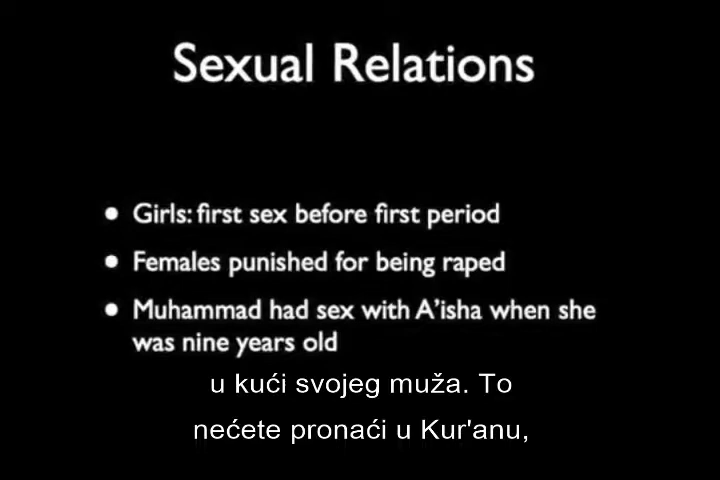 Sexual Relations
• Girls: first sex before first period
• Females punished for being raped
• Muhammad had sex with A'isha when she
was nine years old
u kući svojeg muža. To
nećete pronaći u Kur'anu,